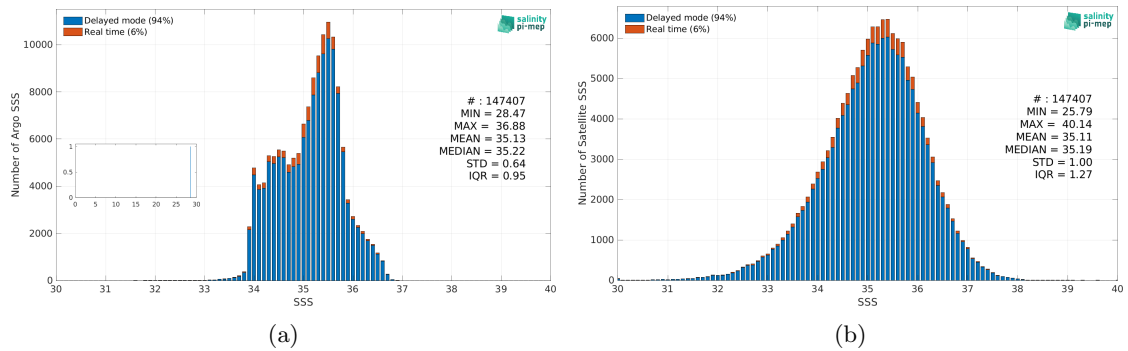 Delayed mode (94%)
Real time (6%)
salinity
pi-mep
Number of Argo SSS
10000
8000
6000
4000
2000
0
# : 147407
MIN = 28.47
MAX = 36.88
MEAN = 35.13
MEDIAN = 35.22
STD = 0.64
IQR = 0.95
1
0.5
0
0 5 10 15 20 25 30
30 31 32 33 34 35 36 37 38 39 40
SSS
(a)
Delayed mode (94%)
Real time (6%)
salinity
pi-mep
Number of Satellite SSS
6000
5000
4000
3000
2000
1000
0
# : 147407
MIN = 25.79
MAX = 40.14
MEAN = 35.11
MEDIAN = 35.19
STD = 1.00
IQR = 1.27
30 31 32 33 34 35 36 37 38 39 40
SSS
(b)